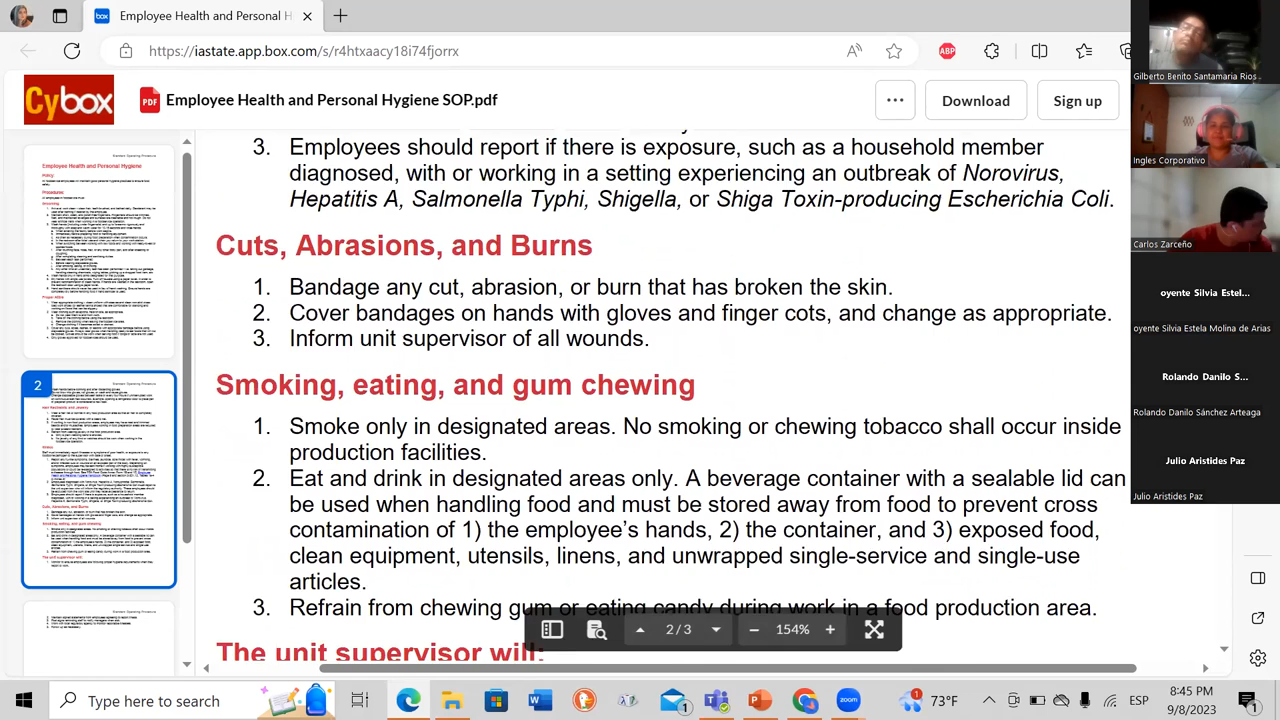 Employee Health and Personal H
https://iastate.app.box.com/s/r4htxaacy18i74fjorrx
Cybox
PDF
Employee Health and Personal Hygiene SOP.pdf
Download
Sign up
3. Employees should report if there is exposure, such as a household member
diagnosed, with or working in a setting experiencing an outbreak of Norovirus,
Hepatitis A, Salmonella Typhi, Shigella, or Shiga Toxin-producing Escherichia Coli.
Cuts, Abrasions, and Burns
1. Bandage any cut, abrasion, or burn that has broken the skin.
2. Cover bandages on hands with gloves and finger cots, and change as appropriate.
3. Inform unit supervisor of all wounds.
Smoking, eating, and gum chewing
1. Smoke only in designated areas. No smoking or chewing tobacco shall occur inside
production facilities.
2. Eat and drink in designated areas only. A beverage container with a sealable lid can
be used when handling food and must be stored away from food to prevent cross
contamination of 1) the employee's hands, 2) the container, and 3) exposed food,
clean equipment, utensils, linens, and unwrapped single-service and single-use
articles.
3. Refrain from chewing gum or eating candy during work in a food production area.
The unit supervisor will:
2
2/3
154%
Gilberto Benito Santamaria Rios
Ingles Corporativo
Carlos Zarceño
oyente Silvia Estel...
oyente Silvia Estela Molina de Arias
Rolando Danilo S...
Rolando Danilo Sánchez Arteaga
Julio Aristides Paz
Julio Aristides Paz
Type here to search
73°F
ESP
8:45 PM
9/8/2023